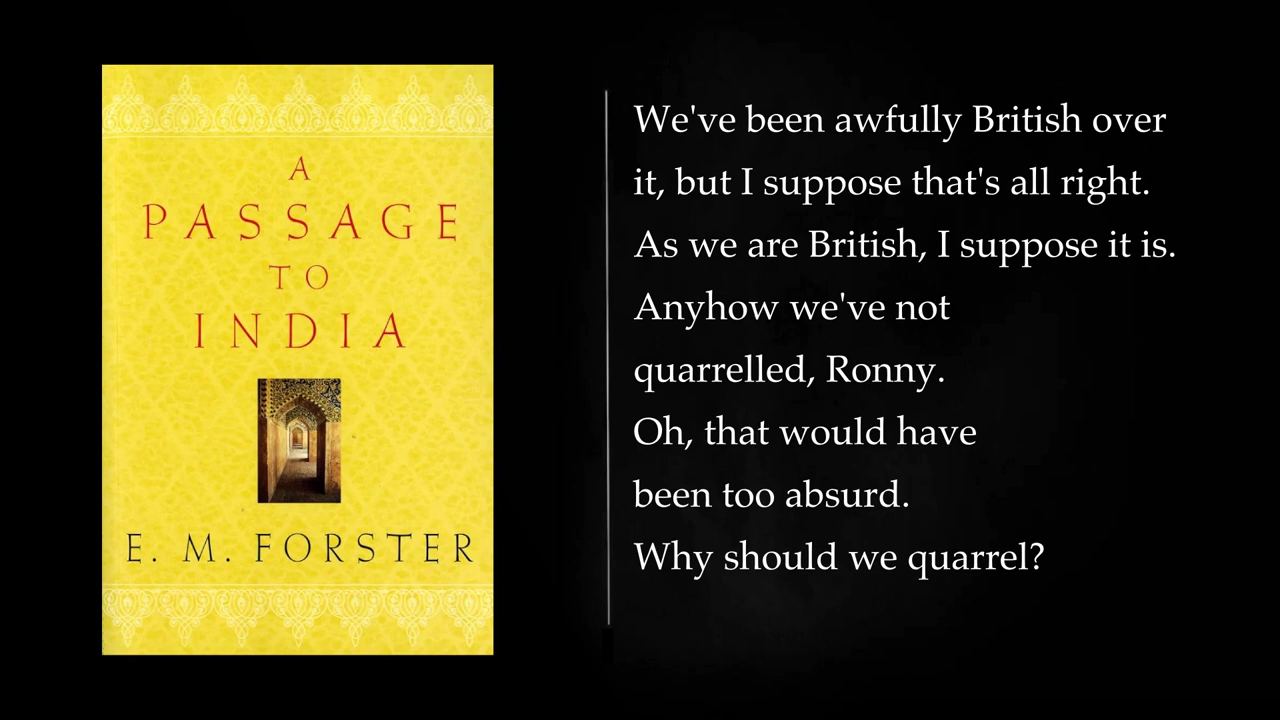 A
PASSAGE
TO
INDIA
E. M. FORSTER
We've been awfully British over
it, but I suppose that's all right.
As we are British, I suppose it is.
Anyhow we've not
quarrelled, Ronny.
Oh, that would have
been too absurd.
Why should we quarrel?